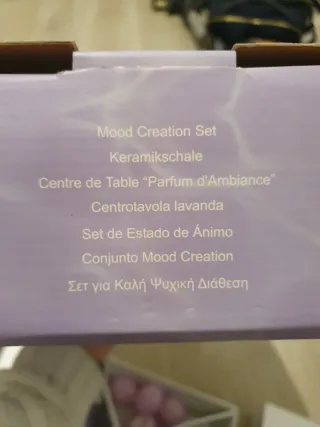 Mood Creation Set
Keramikschale
Centre de Table “Parfum d'Ambiance”
Centrotavola lavanda
Set de Estado de Ánimo
Conjunto Mood Creation
Σετ για Καλή Ψυχική Διάθεση